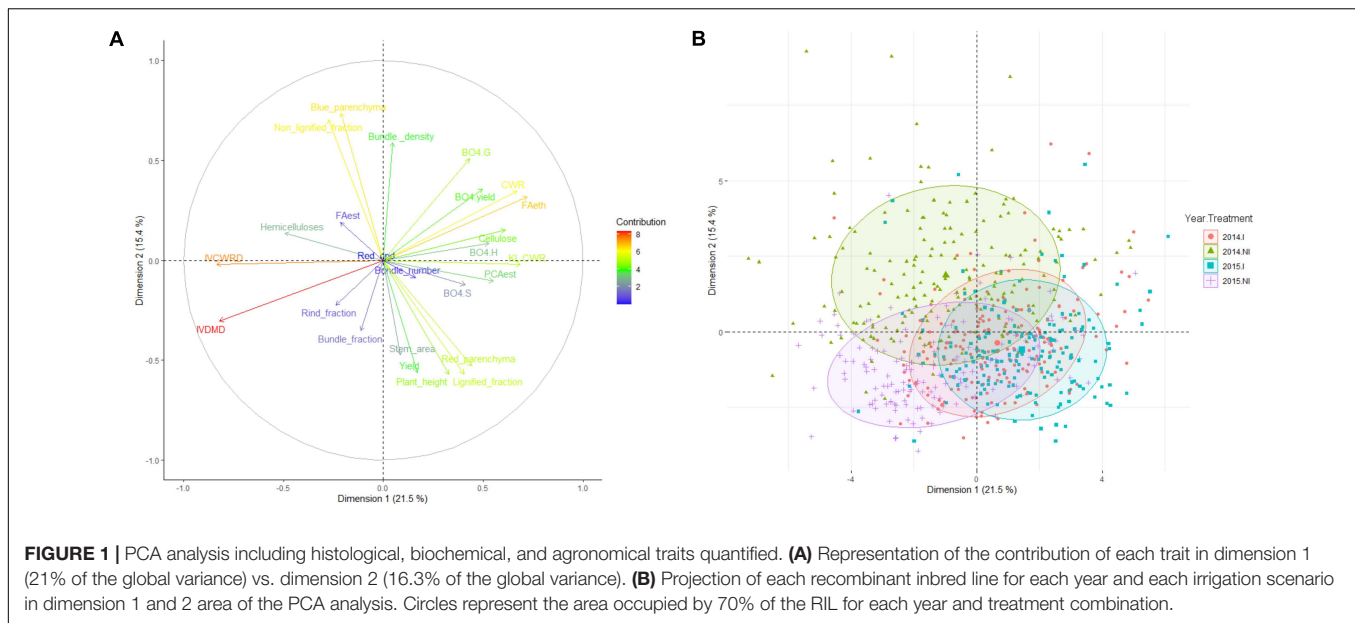 A
1.0
0.5
0.0
-0.5
-1.0
Dimension 2 (15.4 %)
Blue_parenchyma
Non_lignified_fraction
Bundle._density
BO4.G
CWR
BO4.yield
FAeth
FAest
Hemicelluloses
Cellulose
BO4.H
Red_
IVCWRD
KL.CWR
Bundle_number
PCAest
BO4.S
Rind_fraction
IVDMD
Bundle_fraction
Stem_area
Red_parenchyma
Yield
Plant_height
Lignified_fraction
-1.0
-0.5
0.0
0.5
1.0
Dimension 1 (21.5 %)
Contribution
8
6
4
2
B
5
0
Dimension 2 (15.4 %)
-4
0
4
Dimension 1 (21.5 %)
Year.Treatment
2014.I
2014.NI
2015.I
2015.NI
FIGURE 1 | PCA analysis including histological, biochemical, and agronomical traits quantified. (A) Representation of the contribution of each trait in dimension 1
(21% of the global variance) vs. dimension 2 (16.3% of the global variance). (B) Projection of each recombinant inbred line for each year and each irrigation scenario
in dimension 1 and 2 area of the PCA analysis. Circles represent the area occupied by 70% of the RIL for each year and treatment combination.